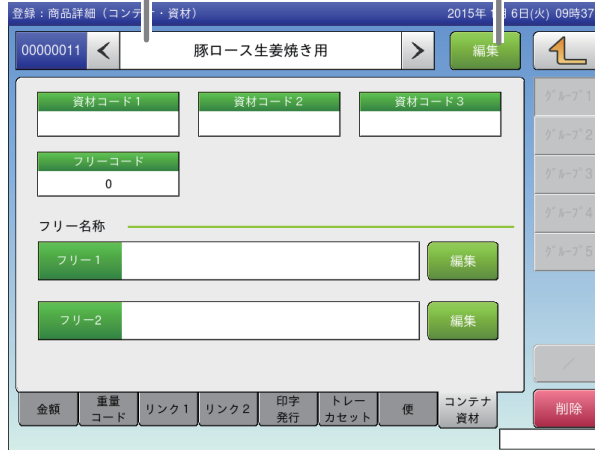 登録：商品詳細（コンテナ・資材）
2015年1月6日(火) 09時37
00000011
豚ロース生姜焼き用
編集
資材コード1
資材コード2
資材コード3
フリーコード
0
フリー名称
フリー1
編集
フリー2
編集
ｸﾞﾙｰﾌﾟ1
ｸﾞﾙｰﾌﾟ2
ｸﾞﾙｰﾌﾟ3
ｸﾞﾙｰﾌﾟ4
ｸﾞﾙｰﾌﾟ5
／
金額
重量
コード
リンク1
リンク2
印字
発行
トレー
カセット
便
コンテナ
資材
削除